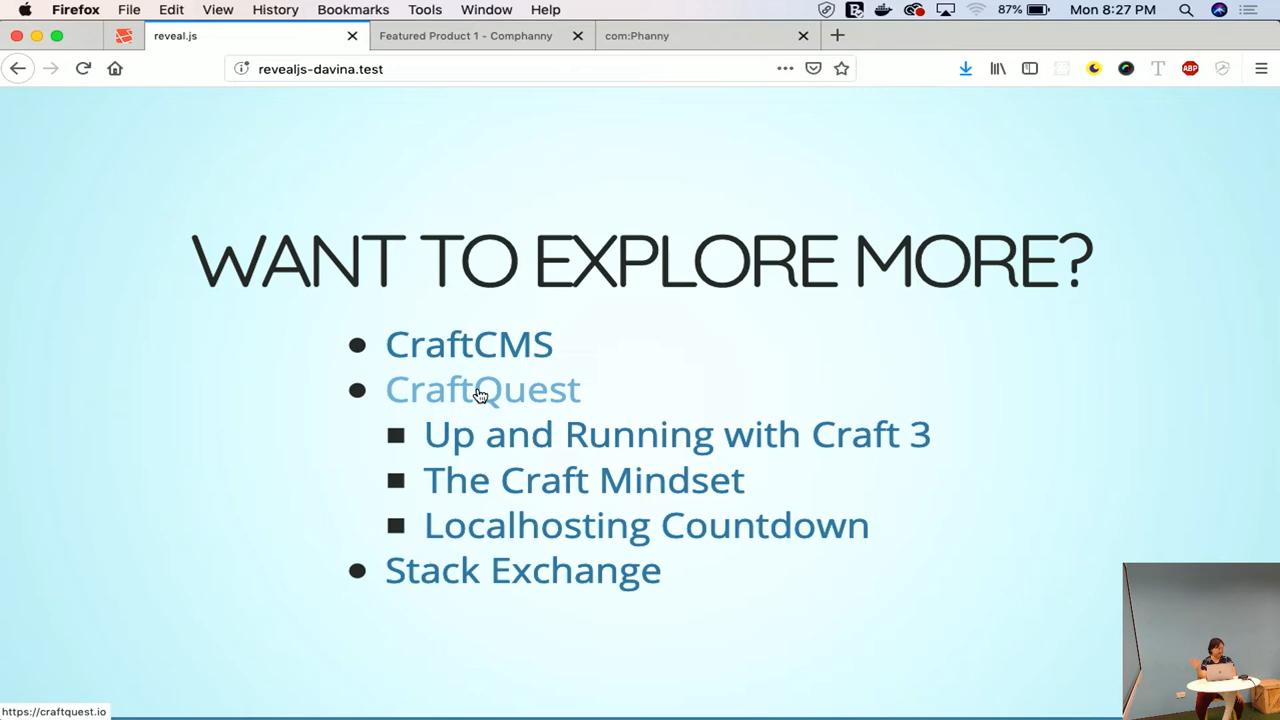 Firefox File Edit View History Bookmarks Tools Window Help 87% Mon 8:27 PM
reveal.js Featured Product 1 - Comphanny com:Phanny
revealjs-davina.test T ABP
WANT TO EXPLORE MORE?
CraftCMS
CraftQuest
Up and Running with Craft 3
The Craft Mindset
Localhosting Countdown
Stack Exchange
https://craftquest.io